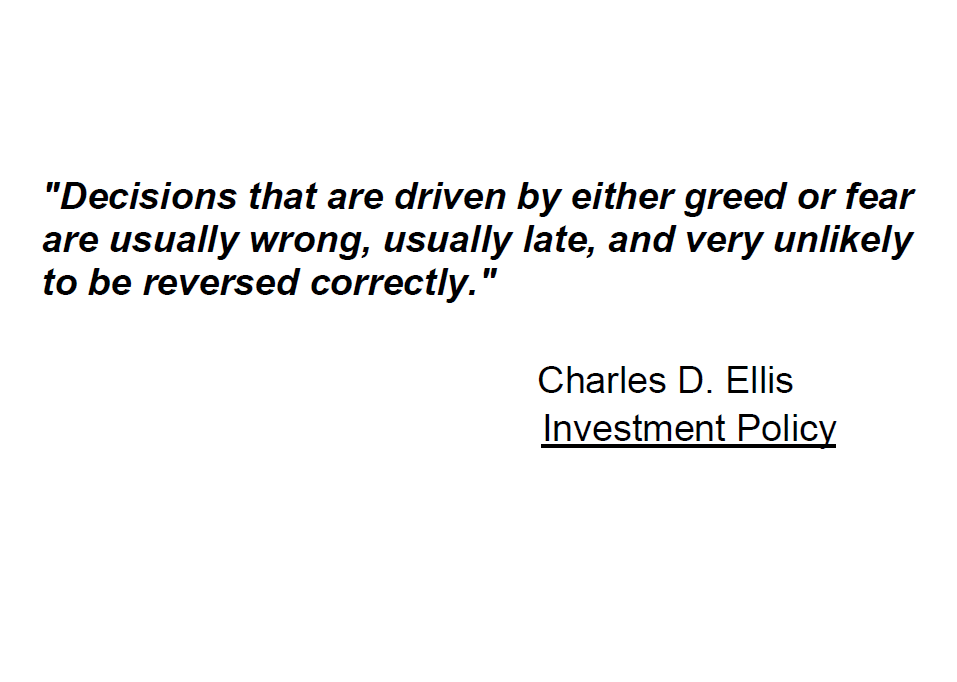 "Decisions that are driven by either greed or fear
are usually wrong, usually late, and very unlikely
to be reversed correctly."
Charles D. Ellis
Investment Policy